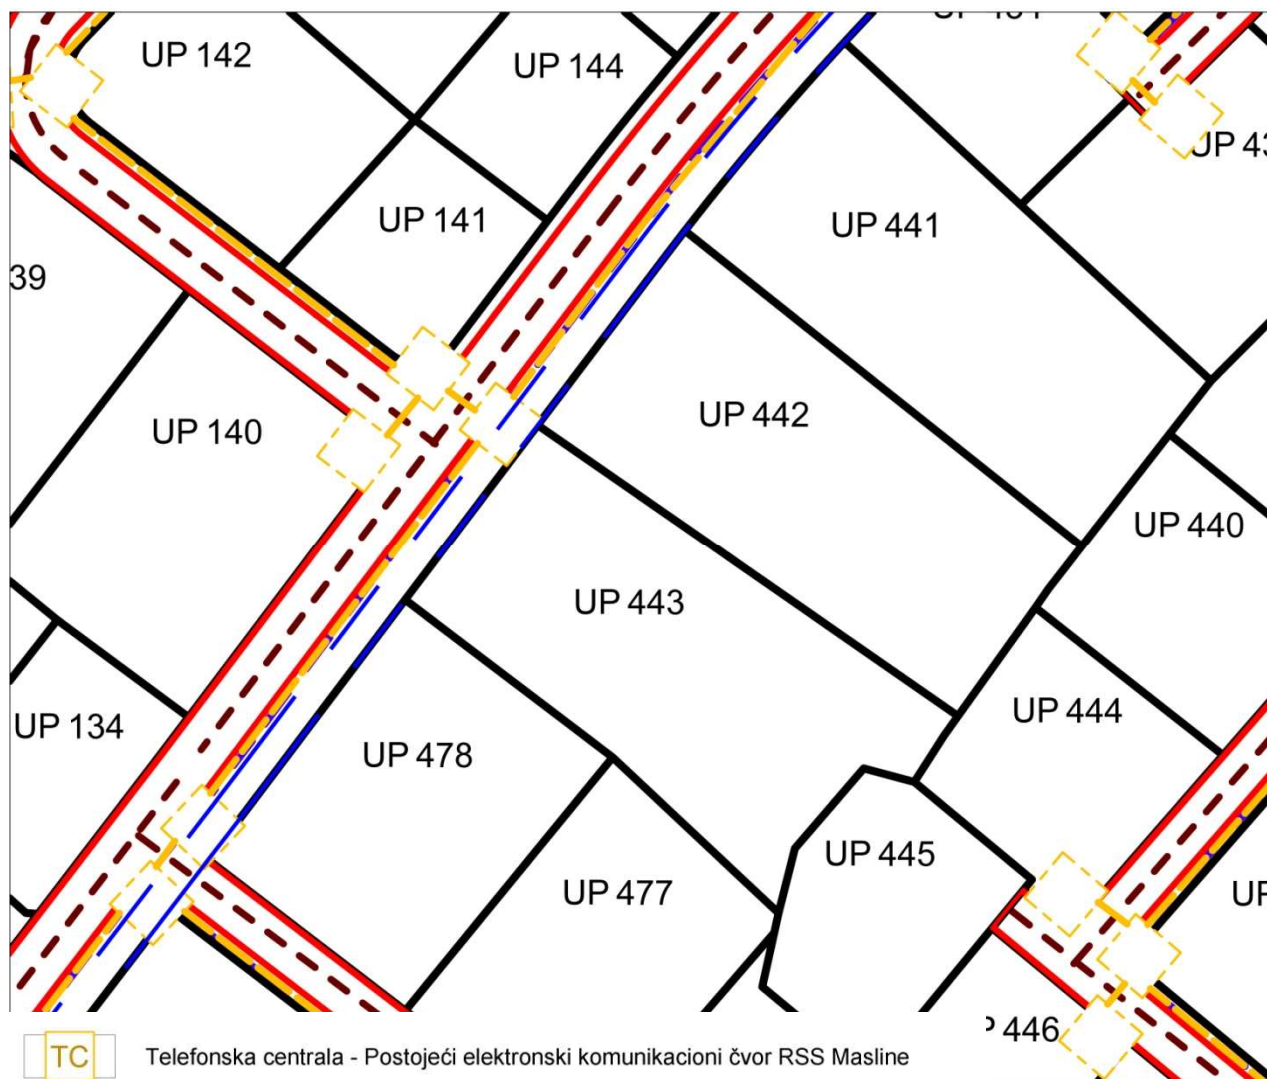 UP 142
UP 144
UP 141
UP 441
39
UP 140
UP 442
UP 440
UP 443
UP 444
UP 134
UP 478
UP 445
UP 477
446
TC Telefonska centrala - Postojeći elektronski komunikacioni čvor RSS Masline